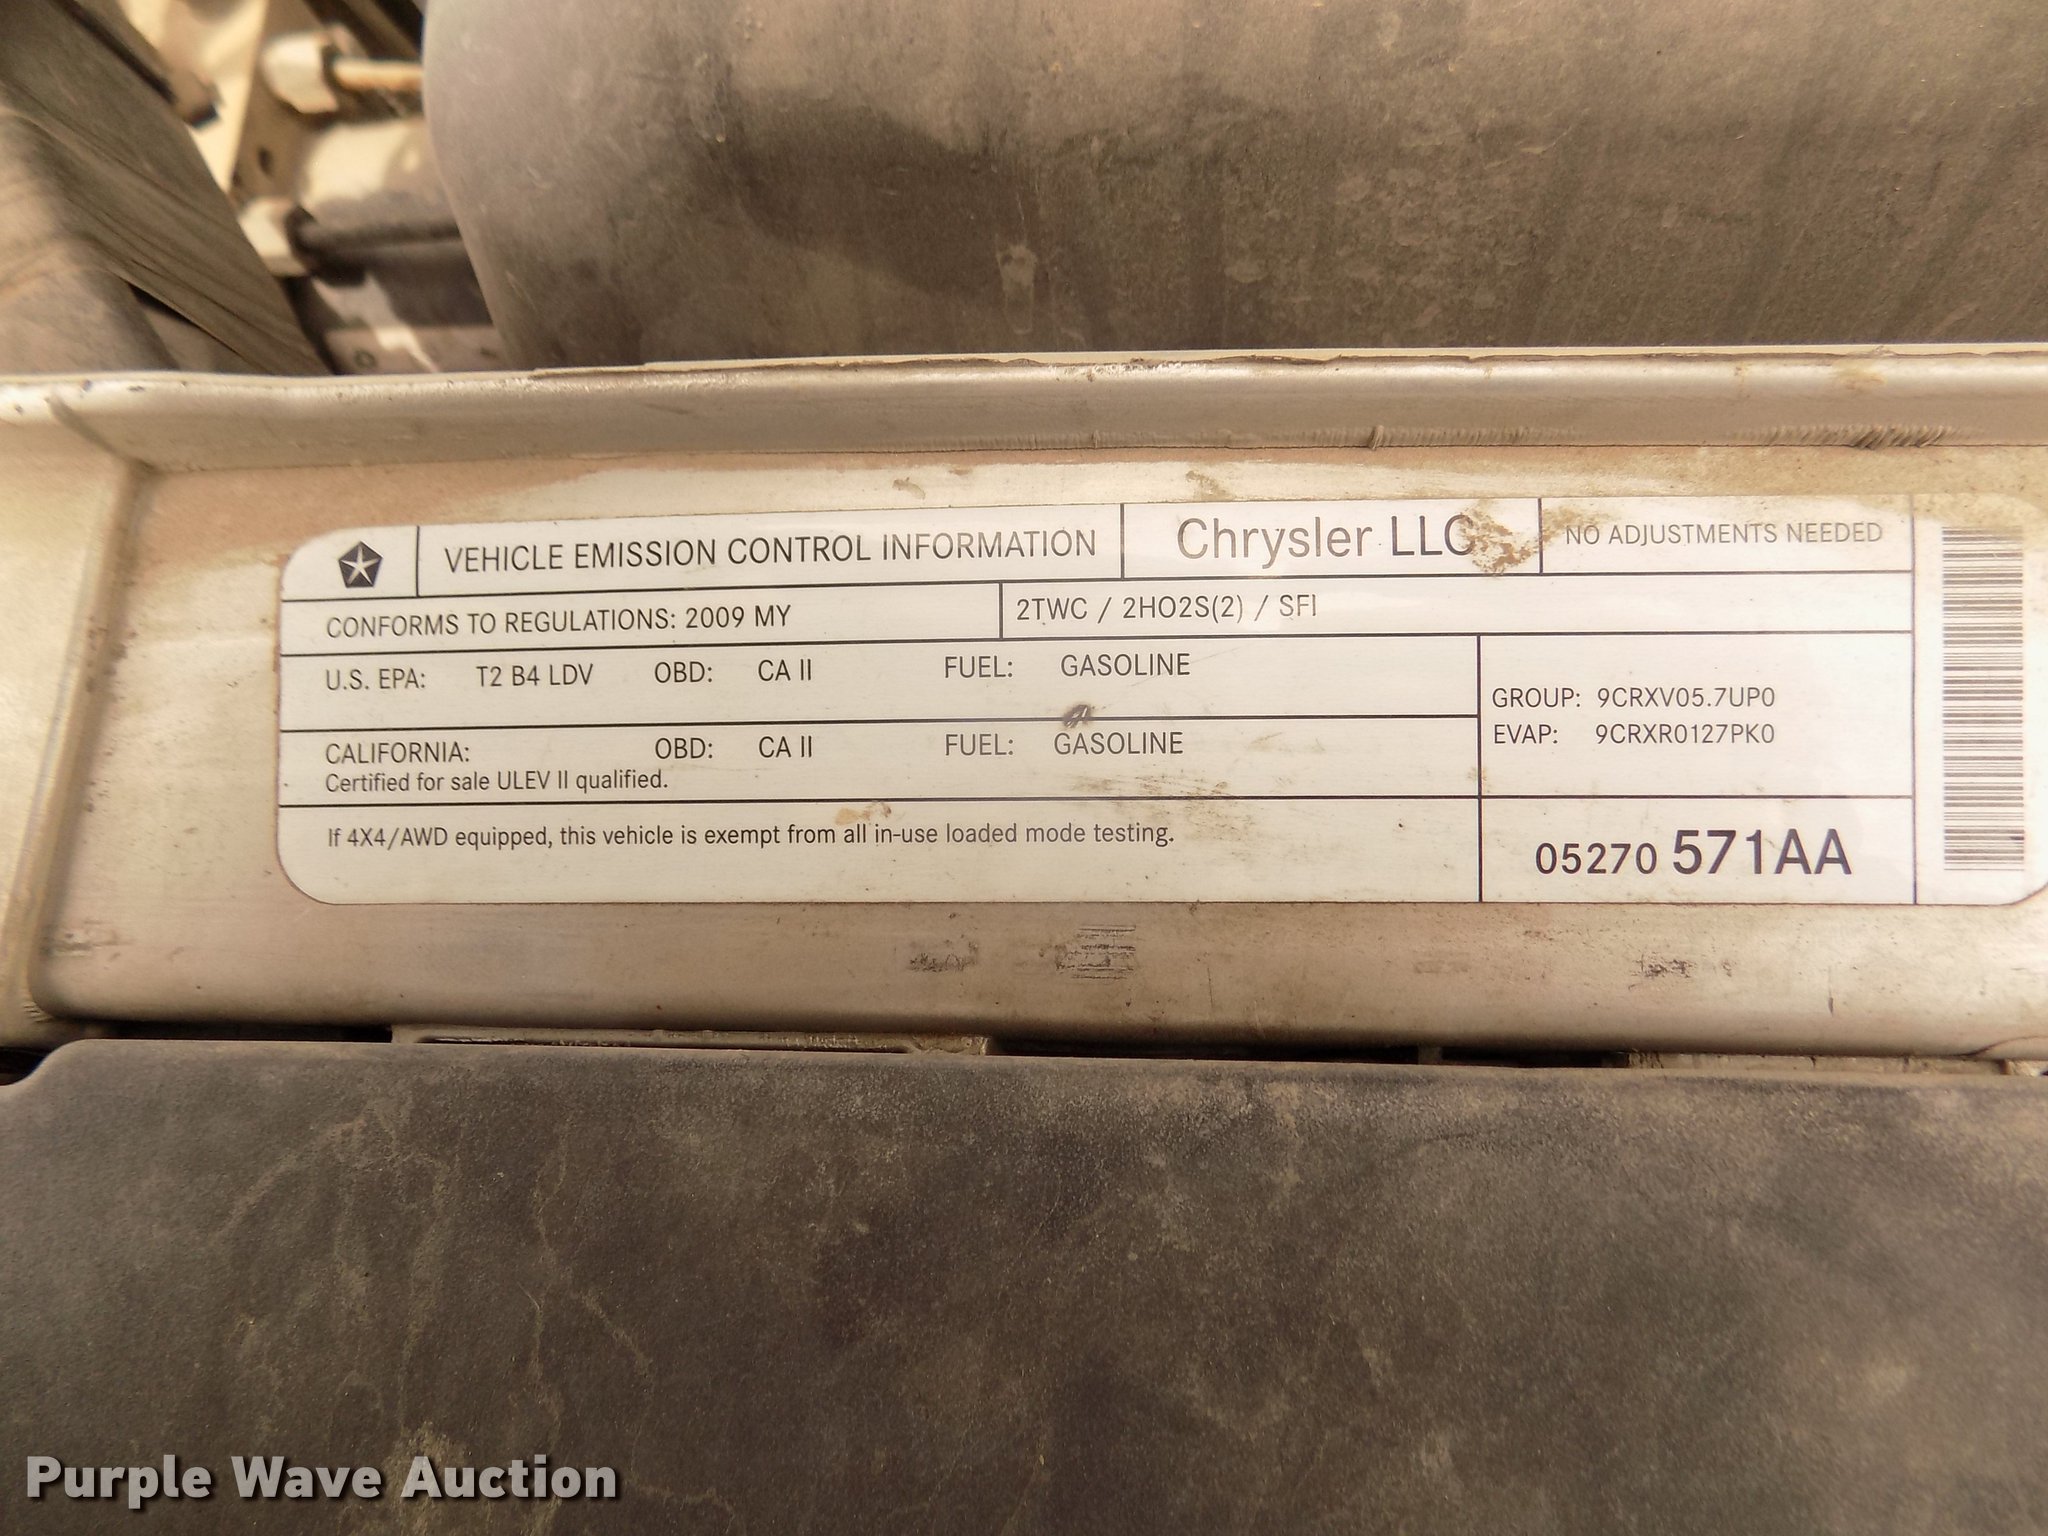 VEHICLE EMISSION CONTROL INFORMATION
Chrysler LLC
NO ADJUSTMENTS NEEDED
CONFORMS TO REGULATIONS: 2009 MY
2TWC / 2HO2S(2) / SFI
U.S. EPA: T2 B4 LDV OBD: CA II FUEL: GASOLINE
CALIFORNIA: OBD: CA II FUEL: GASOLINE
Certified for sale ULEV II qualified.
GROUP: 9CRXV05.7UP0
EVAP: 9CRXR0127PK0
If 4X4/AWD equipped, this vehicle is exempt from all in-use loaded mode testing.
05270 571AA
Purple Wave Auction